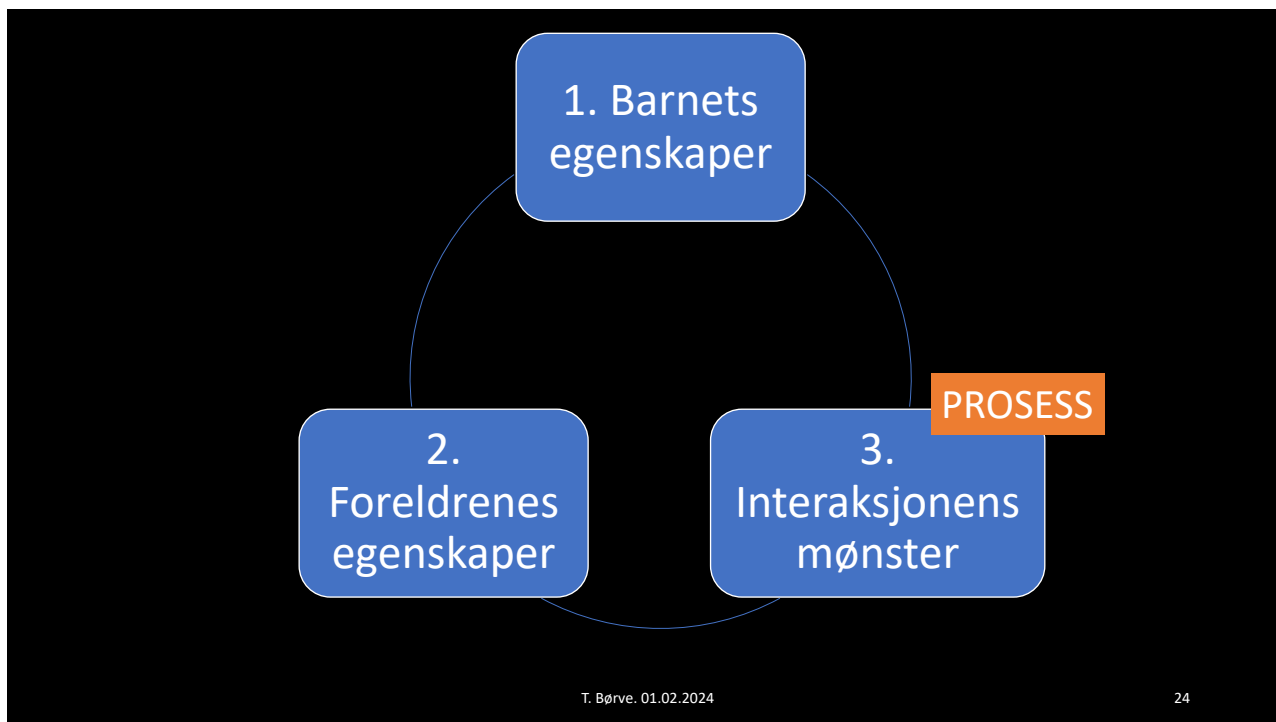 1. Barnets
egenskaper
2.
Foreldrenes
egenskaper
PROSESS
3.
Interaksjonens
mønster
T. Børve. 01.02.2024
24